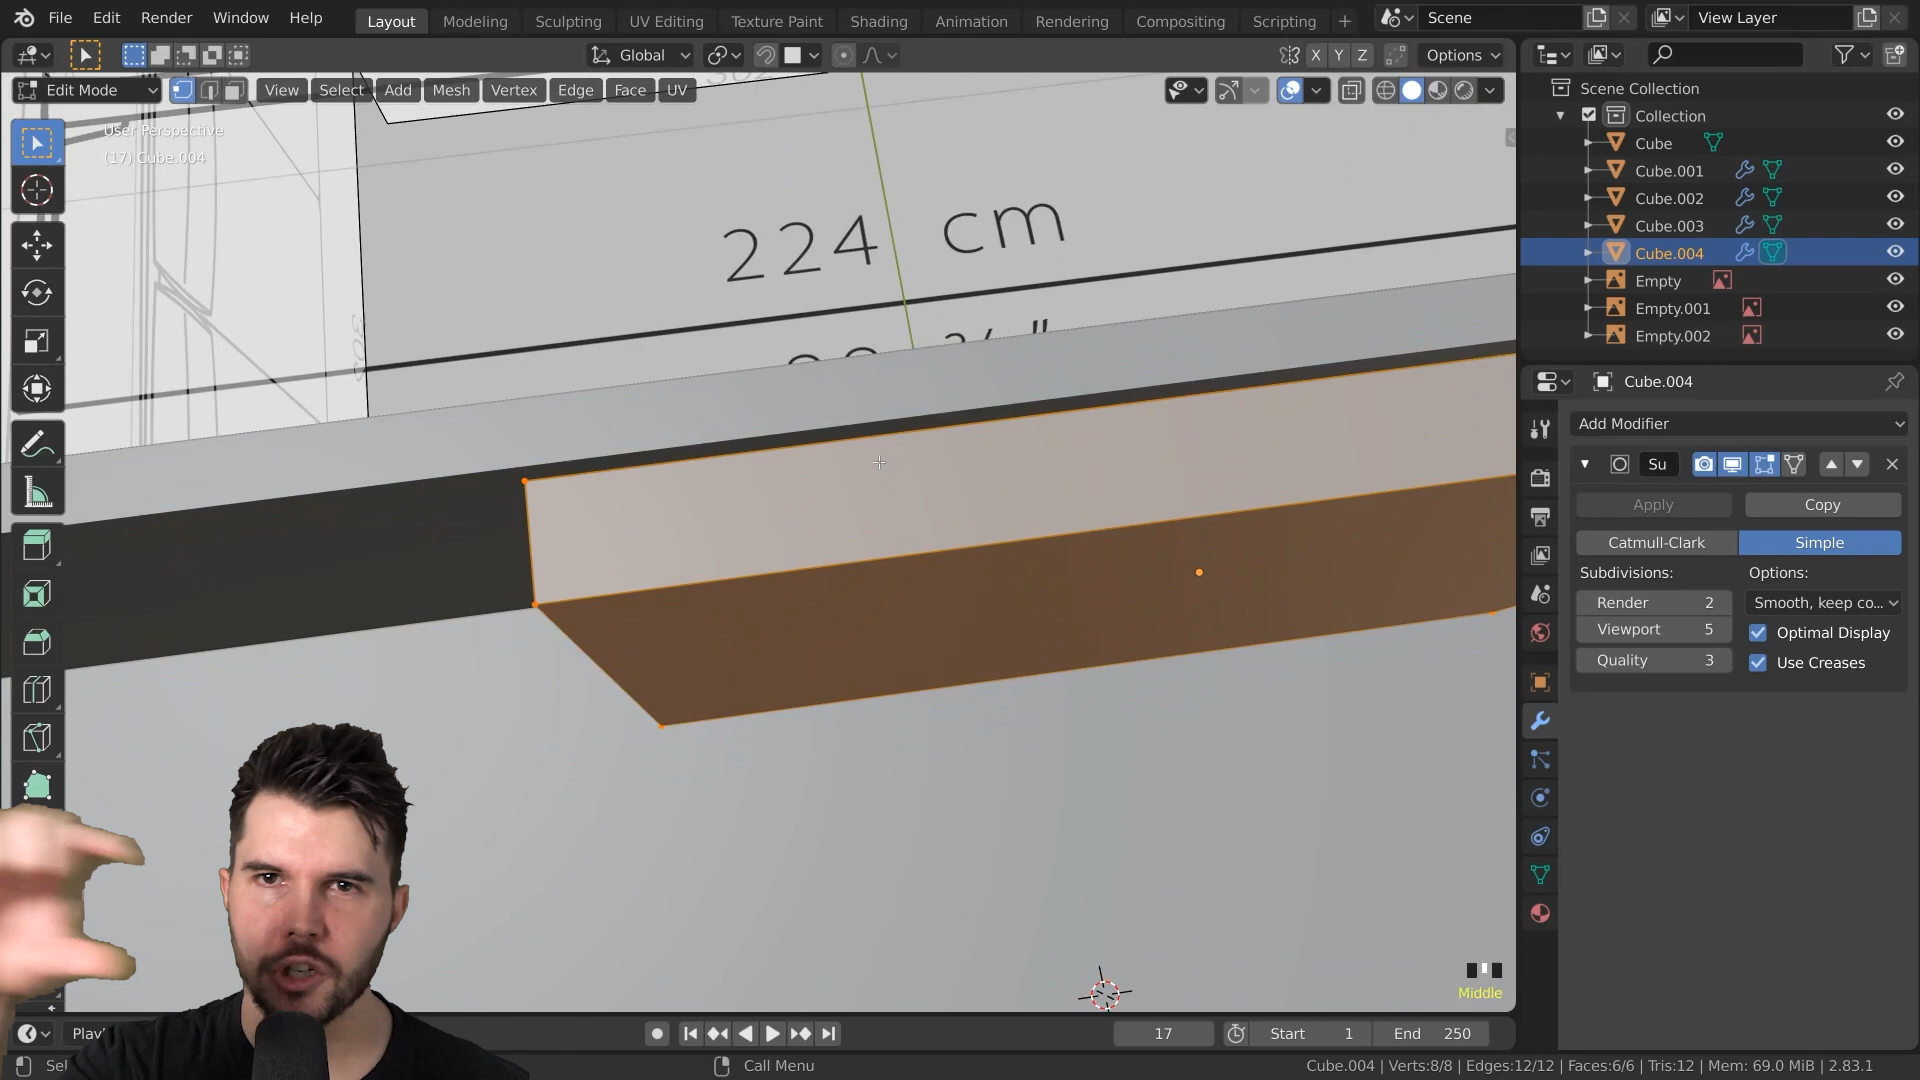 File Edit Render Window Help Layout Modeling Sculpting UV Editing Texture Paint Shading Animation Rendering Compositing Scripting + Scene View Layer
Global X Y Z Options
Edit Mode View Select Add Mesh Vertex Edge Face UV
User Perspective
(17) Cube.004
224 cm
Scene Collection
Collection
Cube
Cube.001
Cube.002
Cube.003
Cube.004
Empty
Empty.001
Empty.002
Cube.004
Add Modifier
Su
Apply Copy
Catmull-Clark Simple
Subdivisions: Options:
Render 2 Smooth, keep co...
Viewport 5 Optimal Display
Quality 3 Use Creases
Middle
17 Start 1 End 250
Call Menu
Cube.004 | Verts:8/8 | Edges:12/12 | Faces:6/6 | Tris:12 | Mem: 69.0 MiB | 2.83.1